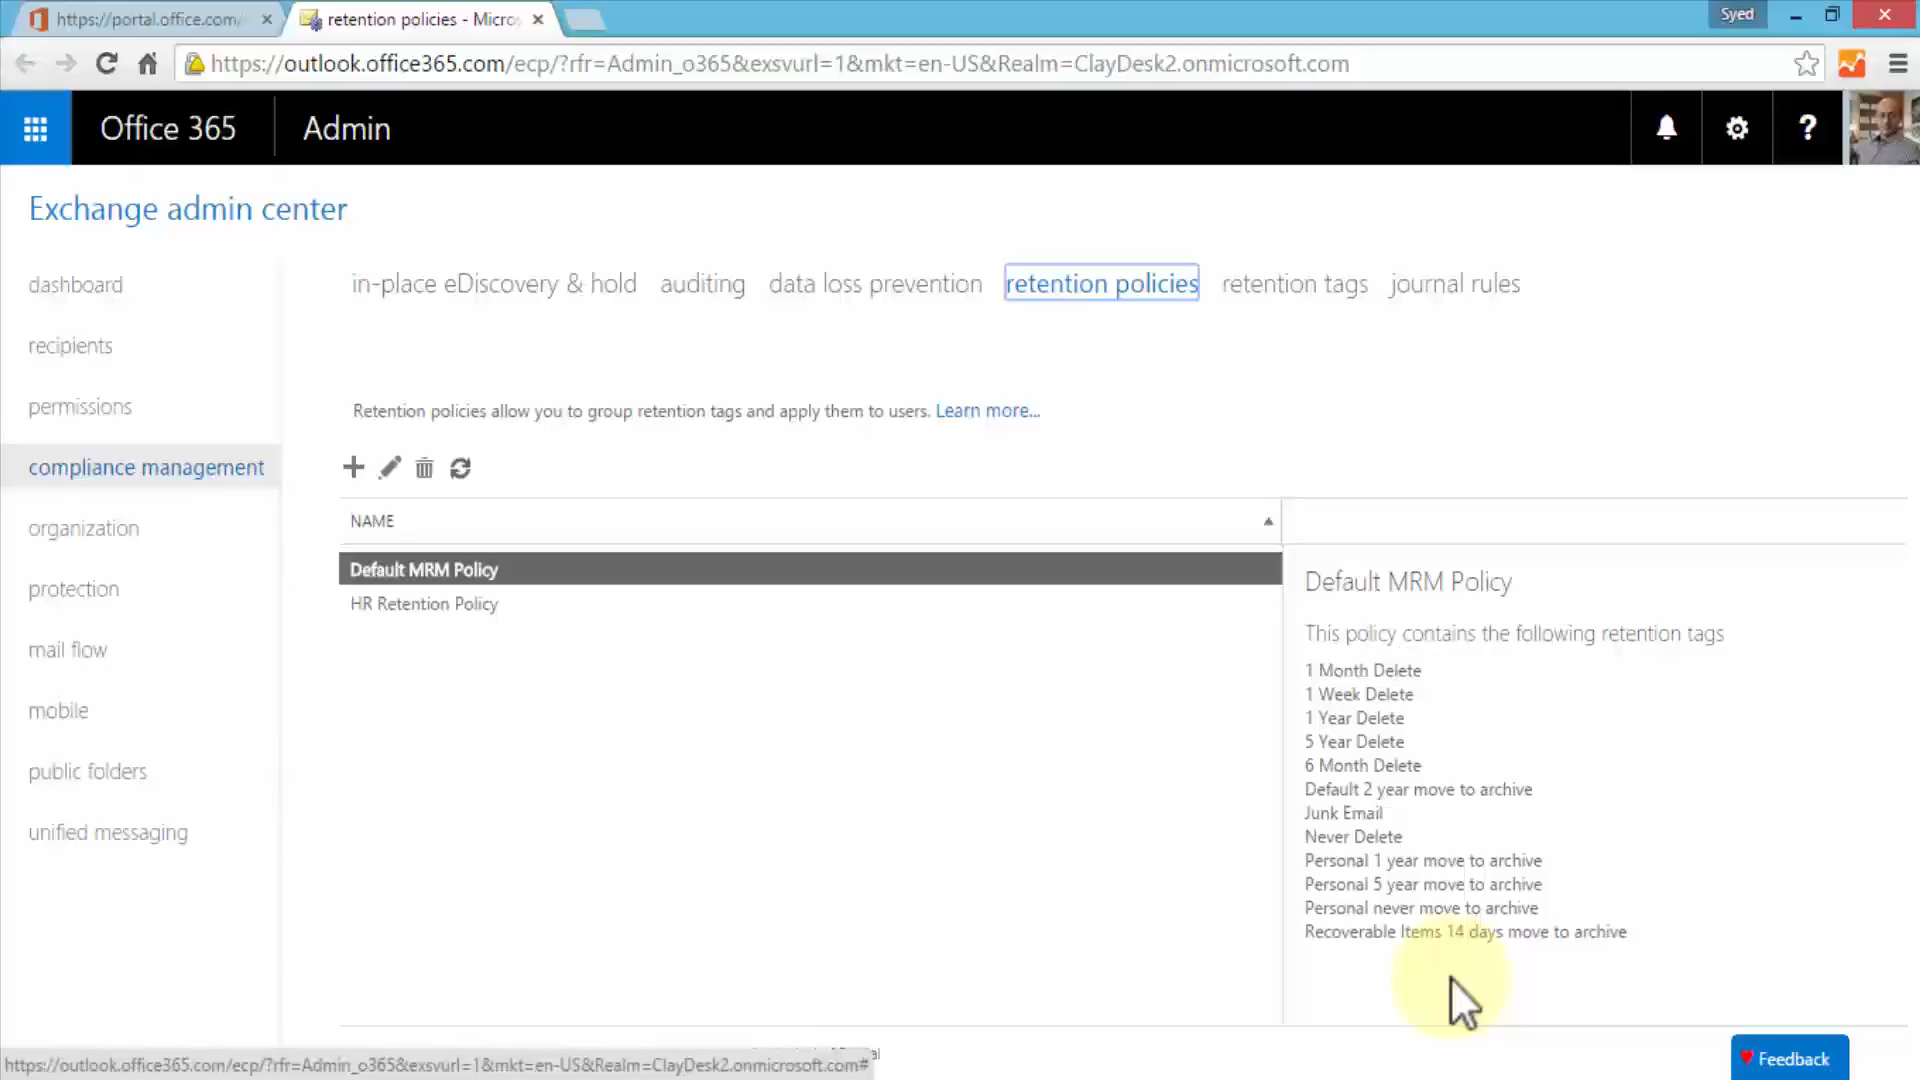 https://portal.office.com/
retention policies - Micros
Syed
https://outlook.office365.com/ecp/?rfr=Admin_o365&exsvurl=1&mkt=en-US&Realm=ClayDesk2.onmicrosoft.com
Office 365
Admin
?
Exchange admin center
dashboard
recipients
permissions
compliance management
organization
protection
mail flow
mobile
public folders
unified messaging
in-place eDiscovery & hold auditing data loss prevention retention policies retention tags journal rules
Retention policies allow you to group retention tags and apply them to users. Learn more...
NAME
Default MRM Policy
HR Retention Policy
Default MRM Policy
This policy contains the following retention tags
1 Month Delete
1 Week Delete
1 Year Delete
5 Year Delete
6 Month Delete
Default 2 year move to archive
Junk Email
Never Delete
Personal 1 year move to archive
Personal 5 year move to archive
Personal never move to archive
Recoverable Items 14 days move to archive
https://outlook.office365.com/ecp/?rfr=Admin_o365&exsvurl=1&mkt=en-US&Realm=ClayDesk2.onmicrosoft.com#
Feedback